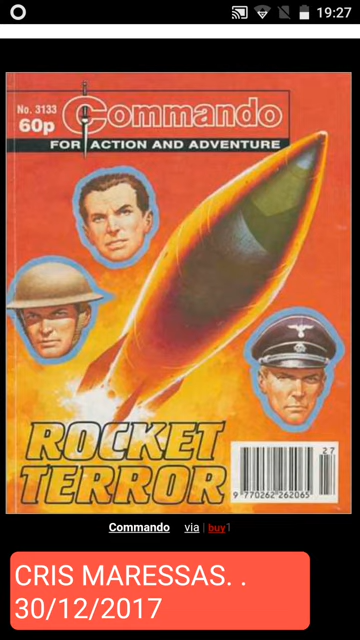 19:27
No. 3133
60p
Commando
FOR ACTION AND ADVENTURE
ROCKET
TERROR
27
9 770262 262065
Commando via | buy1
CRIS MARESSAS. .
30/12/2017